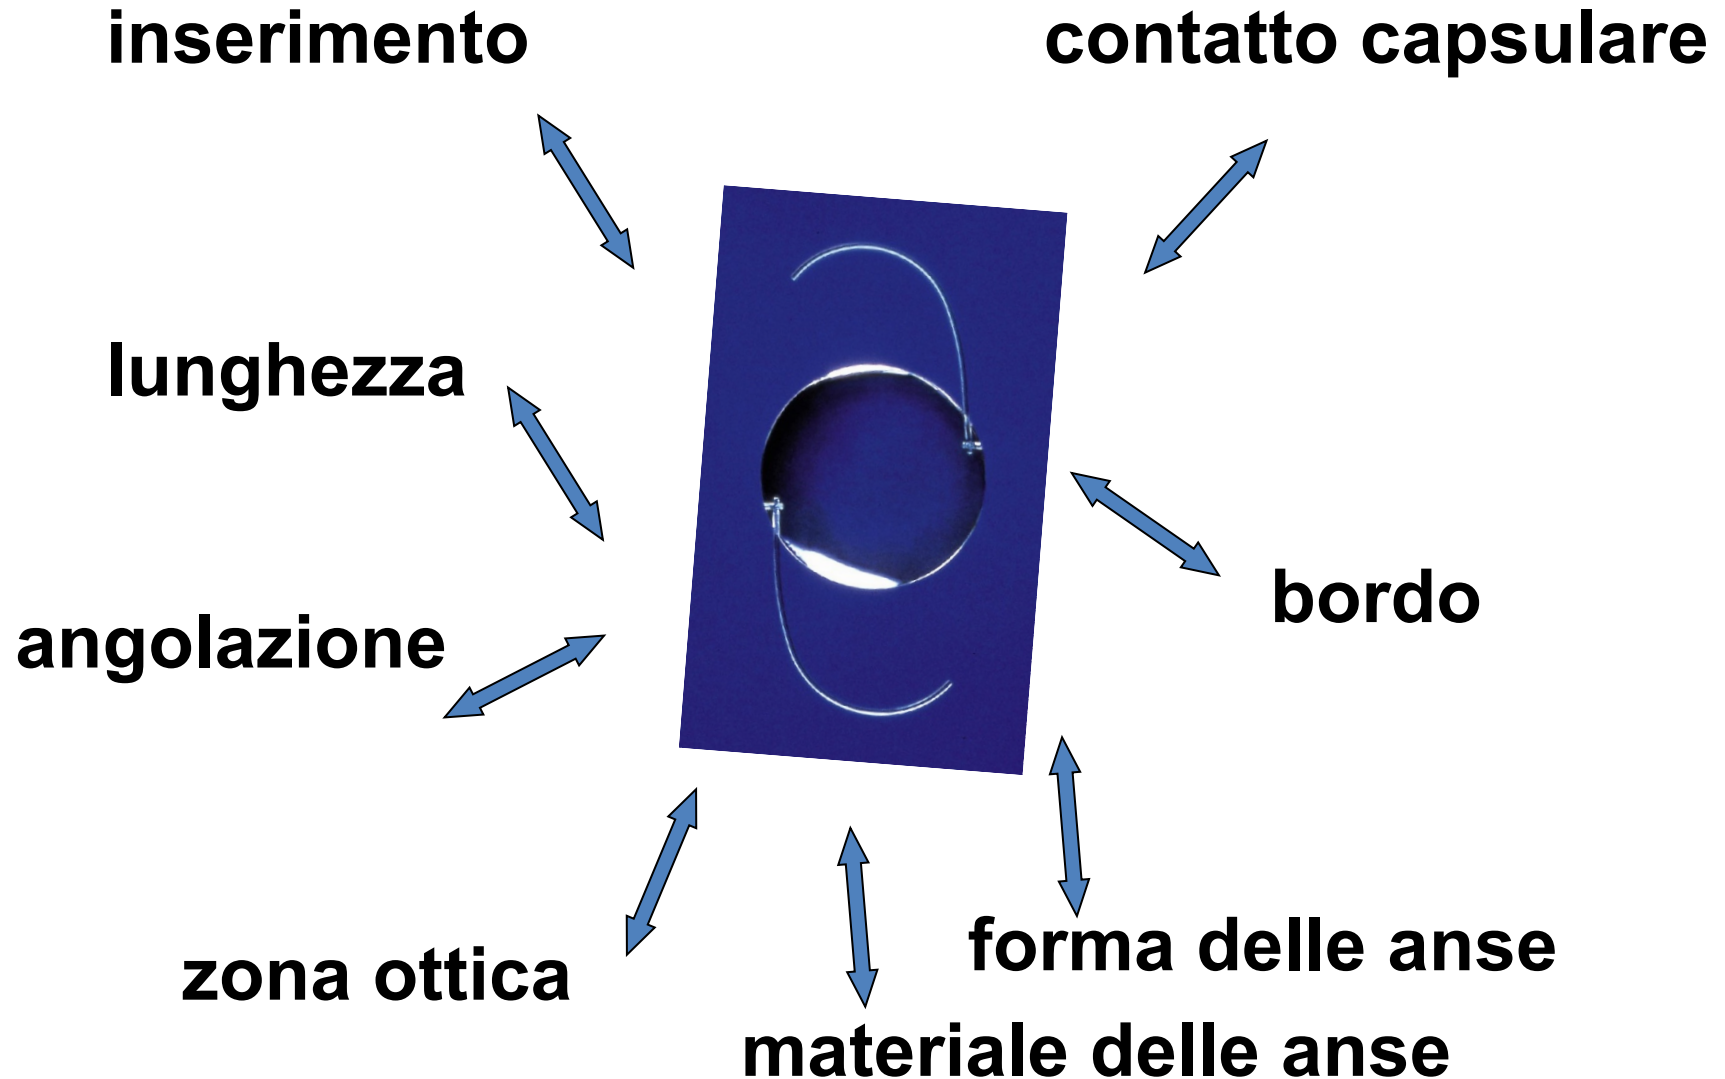 inserimento
contatto capsulare
lunghezza
bordo
angolazione
forma delle anse
zona ottica
materiale delle anse